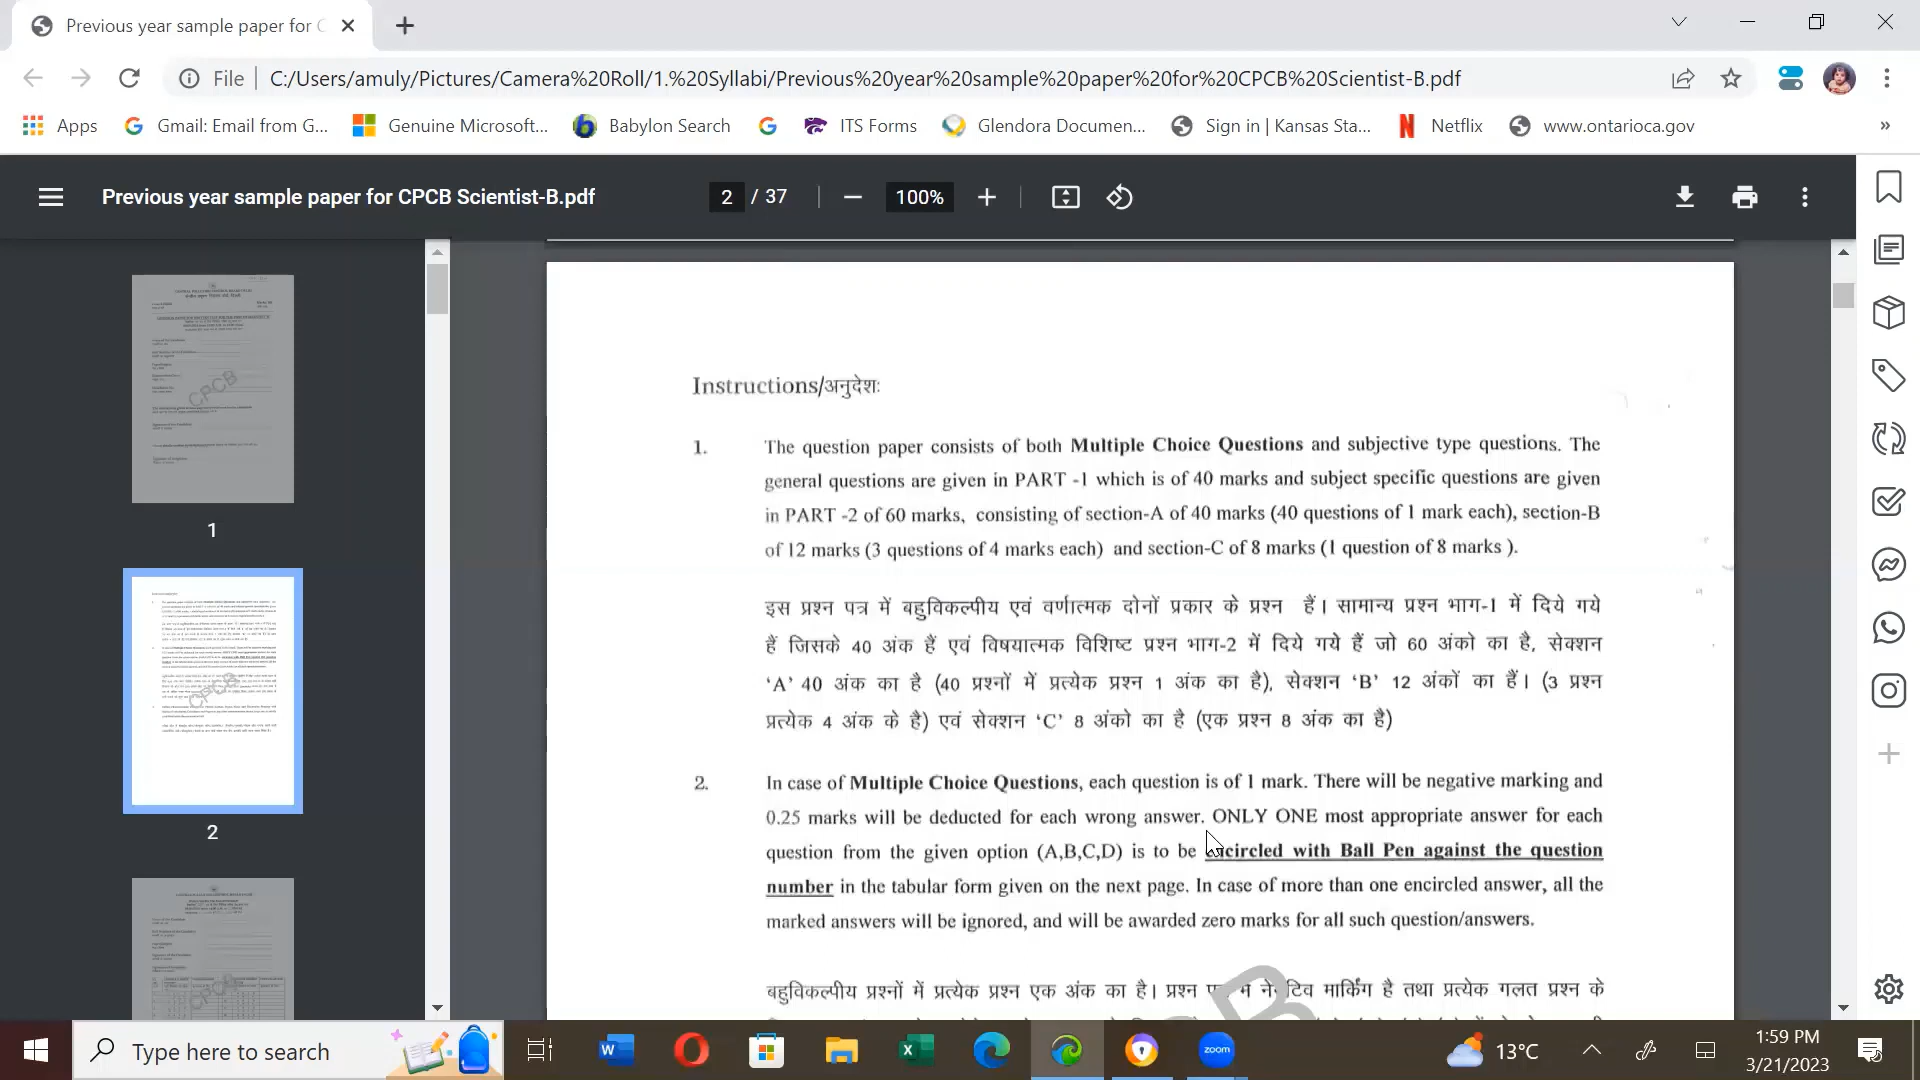 Previous year sample paper for C
File
C:/Users/amuly/Pictures/Camera%20Roll/1.%20Syllabi/Previous%20year%20sample%20paper%20for%20CPCB%20Scientist-B.pdf
Apps
Gmail: Email from G...
Genuine Microsoft...
Babylon Search
ITS Forms
Glendora Documen...
Sign in | Kansas Sta...
Netflix
www.ontarioca.gov
»
Previous year sample paper for CPCB Scientist-B.pdf
2 / 37
100%
CPCB
1
CPCB
2
CPCB
Instructions/अनुदेशः
1. The question paper consists of both Multiple Choice Questions and subjective type questions. The
general questions are given in PART -1 which is of 40 marks and subject specific questions are given
in PART -2 of 60 marks, consisting of section-A of 40 marks (40 questions of 1 mark each), section-B
of 12 marks (3 questions of 4 marks each) and section-C of 8 marks (1 question of 8 marks ).
इस प्रश्न पत्र में बहुविकल्पीय एवं वर्णात्मक दोनों प्रकार के प्रश्न हैं। सामान्य प्रश्न भाग-1 में दिये गये
हैं जिसके 40 अंक हैं एवं विषयात्मक विशिष्ट प्रश्न भाग-2 में दिये गये हैं जो 60 अंको का है, सेक्शन
'A' 40 अंक का है (40 प्रश्नों में प्रत्येक प्रश्न 1 अंक का है), सेक्शन 'B' 12 अंकों का हैं। (3 प्रश्न
प्रत्येक 4 अंक के है) एवं सेक्शन 'C' 8 अंको का है (एक प्रश्न 8 अंक का है)
2. In case of Multiple Choice Questions, each question is of 1 mark. There will be negative marking and
0.25 marks will be deducted for each wrong answer. ONLY ONE most appropriate answer for each
question from the given option (A,B,C,D) is to be encircled with Ball Pen against the question
number in the tabular form given on the next page. In case of more than one encircled answer, all the
marked answers will be ignored, and will be awarded zero marks for all such question/answers.
बहुविकल्पीय प्रश्नों में प्रत्येक प्रश्न एक अंक का है। प्रश्न में मार्किंग है तथा प्रत्येक गलत प्रश्न के
B
Type here to search
zoom
13°C
1:59 PM
3/21/2023